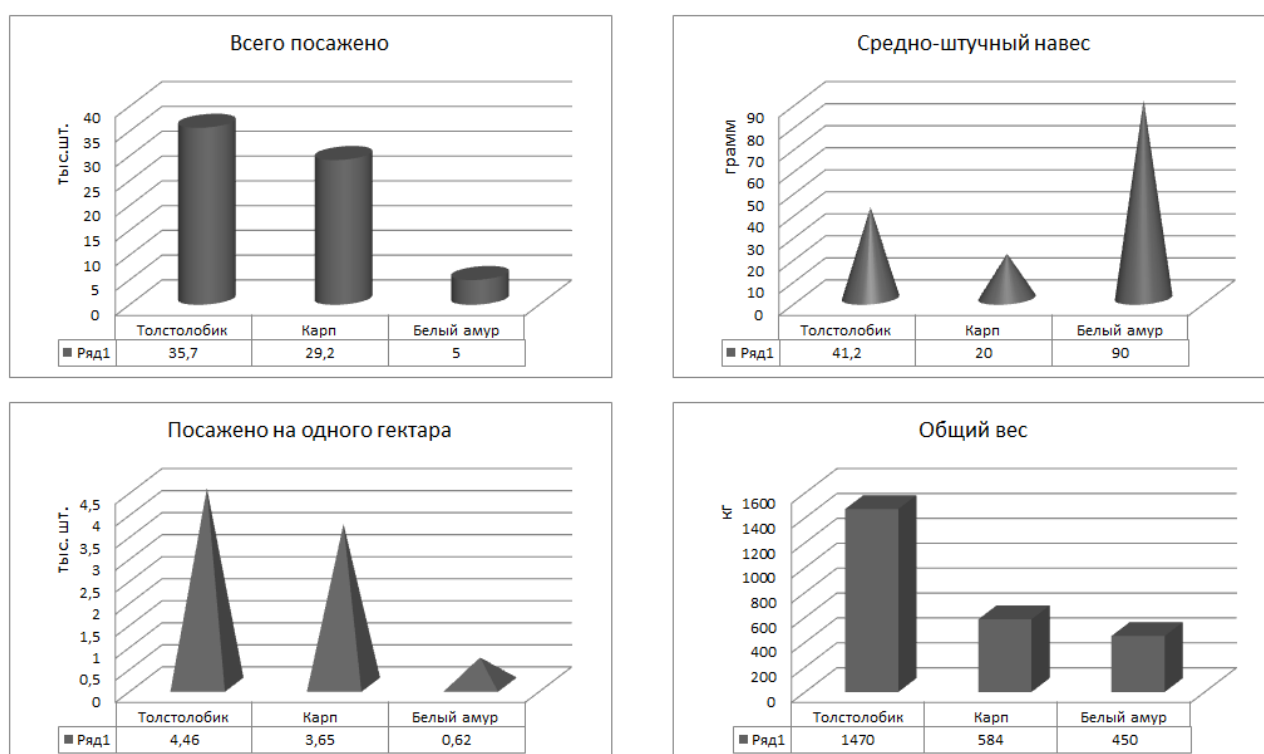 Всего посажено
тыс.шт.
40
35
30
25
20
15
10
5
0
Толстолобик Карп Белый амур
Ряд1 35,7 29,2 5
Средно-штучный навес
грамм
90
80
70
60
50
40
30
20
10
0
Толстолобик Карп Белый амур
Ряд1 41,2 20 90
Посажено на одного гектара
тыс. шт.
4,5
4
3,5
3
2,5
2
1,5
1
0,5
0
Толстолобик Карп Белый амур
Ряд1 4,46 3,65 0,62
Общий вес
кг
1600
1400
1200
1000
800
600
400
200
0
Толстолобик Карп Белый амур
Ряд1 1470 584 450